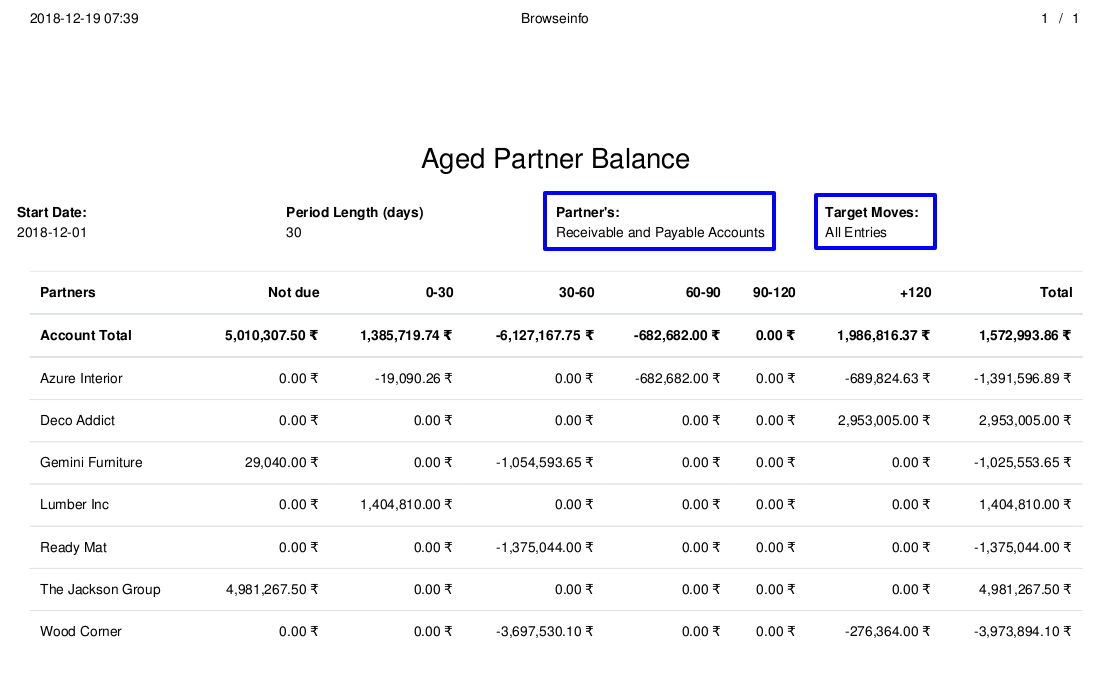 2018-12-19 07:39 Browseinfo 1 / 1
Aged Partner Balance
Start Date: Period Length (days) Partner's: Target Moves:
2018-12-01 30 Receivable and Payable Accounts All Entries
Partners Not due 0-30 30-60 60-90 90-120 +120 Total
Account Total 5,010,307.50 ₹ 1,385,719.74 ₹ -6,127,167.75 ₹ -682,682.00 ₹ 0.00 ₹ 1,986,816.37 ₹ 1,572,993.86 ₹
Azure Interior 0.00 ₹ -19,090.26 ₹ 0.00 ₹ -682,682.00 ₹ 0.00 ₹ -689,824.63 ₹ -1,391,596.89 ₹
Deco Addict 0.00 ₹ 0.00 ₹ 0.00 ₹ 0.00 ₹ 0.00 ₹ 2,953,005.00 ₹ 2,953,005.00 ₹
Gemini Furniture 29,040.00 ₹ 0.00 ₹ -1,054,593.65 ₹ 0.00 ₹ 0.00 ₹ 0.00 ₹ -1,025,553.65 ₹
Lumber Inc 0.00 ₹ 1,404,810.00 ₹ 0.00 ₹ 0.00 ₹ 0.00 ₹ 0.00 ₹ 1,404,810.00 ₹
Ready Mat 0.00 ₹ 0.00 ₹ -1,375,044.00 ₹ 0.00 ₹ 0.00 ₹ 0.00 ₹ -1,375,044.00 ₹
The Jackson Group 4,981,267.50 ₹ 0.00 ₹ 0.00 ₹ 0.00 ₹ 0.00 ₹ 0.00 ₹ 4,981,267.50 ₹
Wood Corner 0.00 ₹ 0.00 ₹ -3,697,530.10 ₹ 0.00 ₹ 0.00 ₹ -276,364.00 ₹ -3,973,894.10 ₹